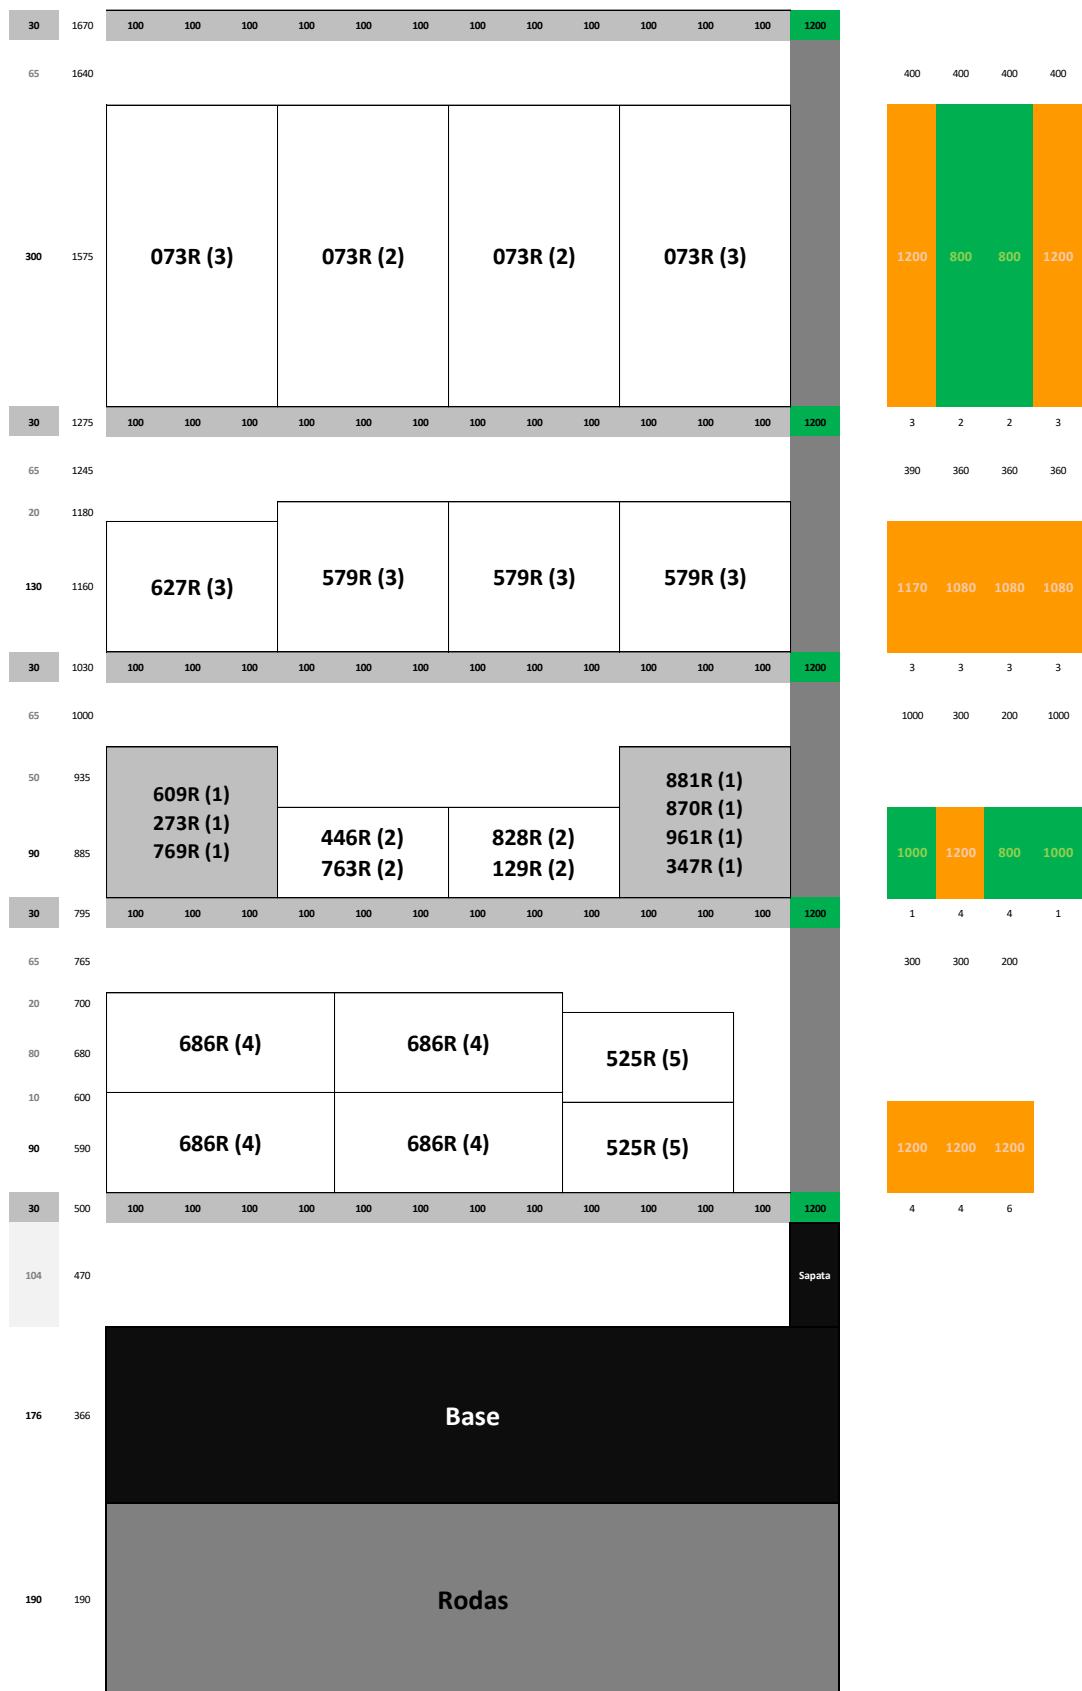 30 1670 100 100 100 100 100 100 100 100 100 100 100 100 1200
65 1640 400 400 400 400
300 1575 073R (3) 073R (2) 073R (2) 073R (3) 1200 800 800 1200
30 1275 100 100 100 100 100 100 100 100 100 100 100 100 1200 3 2 2 3
65 1245 390 360 360 360
20 1180
130 1160 627R (3) 579R (3) 579R (3) 579R (3) 1170 1080 1080 1080
30 1030 100 100 100 100 100 100 100 100 100 100 100 100 1200 3 3 3 3
65 1000 1000 300 200 1000
50 935 881R (1)
609R (1) 870R (1)
273R (1) 446R (2) 828R (2)
90 885 769R (1) 763R (2) 129R (2) 961R (1) 1000 1200 800 1000
347R (1)
30 795 100 100 100 100 100 100 100 100 100 100 100 100 1200 1 4 4 1
65 765 300 300 200
20 700
80 680 686R (4) 686R (4) 525R (5)
10 600
90 590 686R (4) 686R (4) 525R (5) 1200 1200 1200
30 500 100 100 100 100 100 100 100 100 100 100 100 100 1200 4 4 6
104 470 Sapata
176 366 Base
190 190 Rodas